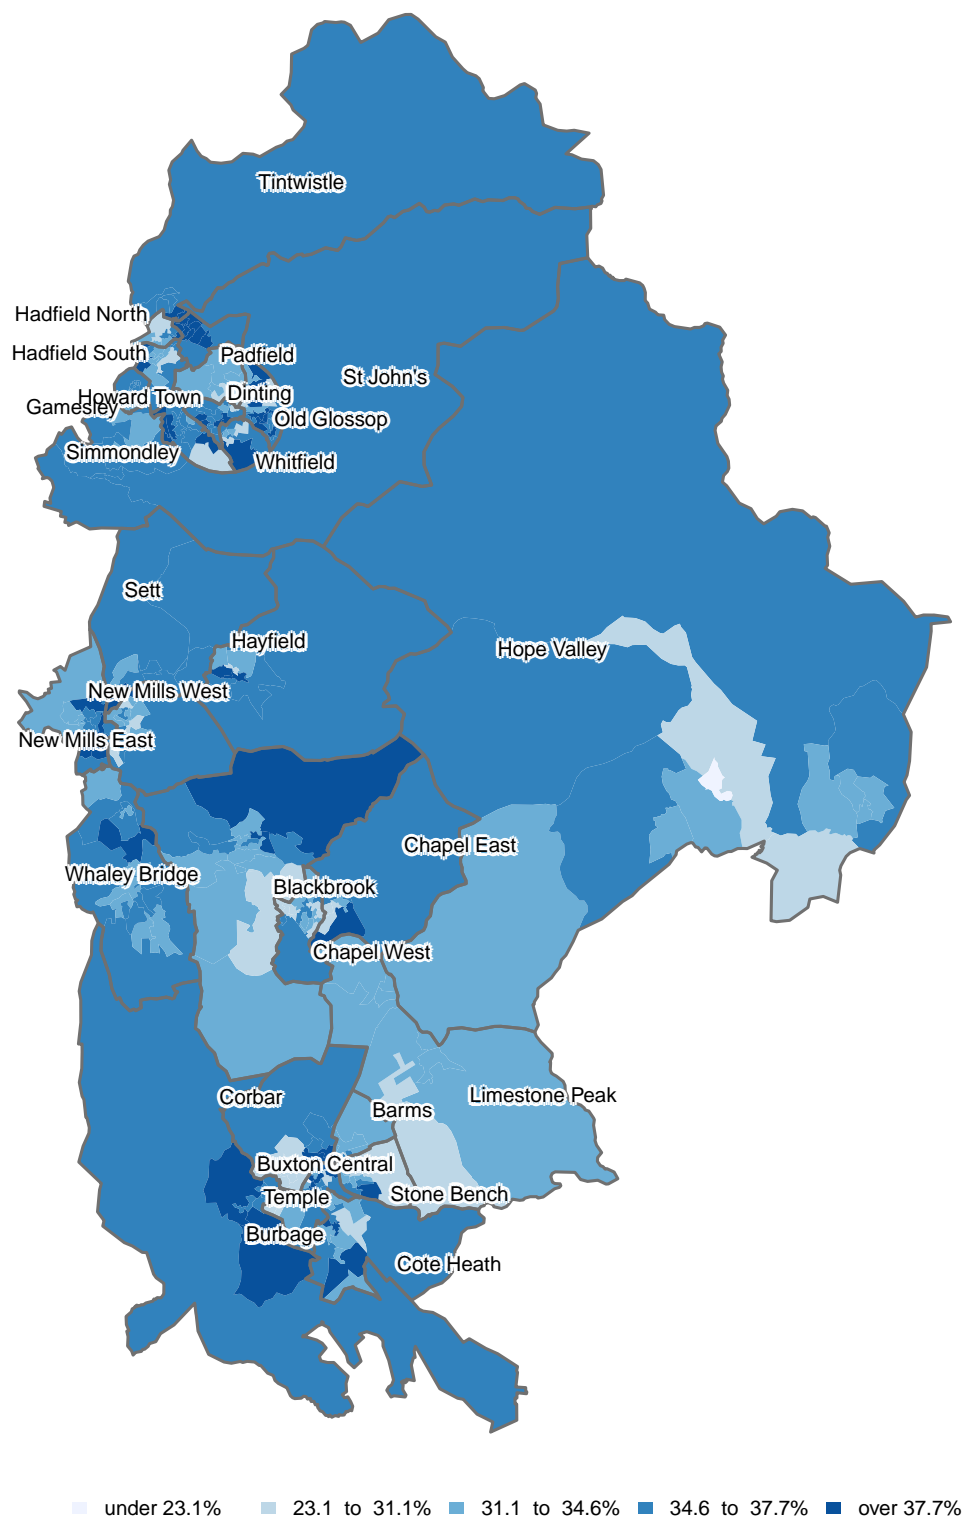 Tintwistle
Hadfield North
Hadfield South
Padfield
St John's
Howard Town
Dinting
Gamesley
Old Glossop
Simmondley
Whitfield
Sett
Hayfield
Hope Valley
New Mills West
New Mills East
Chapel East
Whaley Bridge
Blackbrook
Chapel West
Corbar
Limestone Peak
Barms
Buxton Central
Temple
Stone Bench
Burbage
Cote Heath
under 23.1% 23.1 to 31.1% 31.1 to 34.6% 34.6 to 37.7% over 37.7%